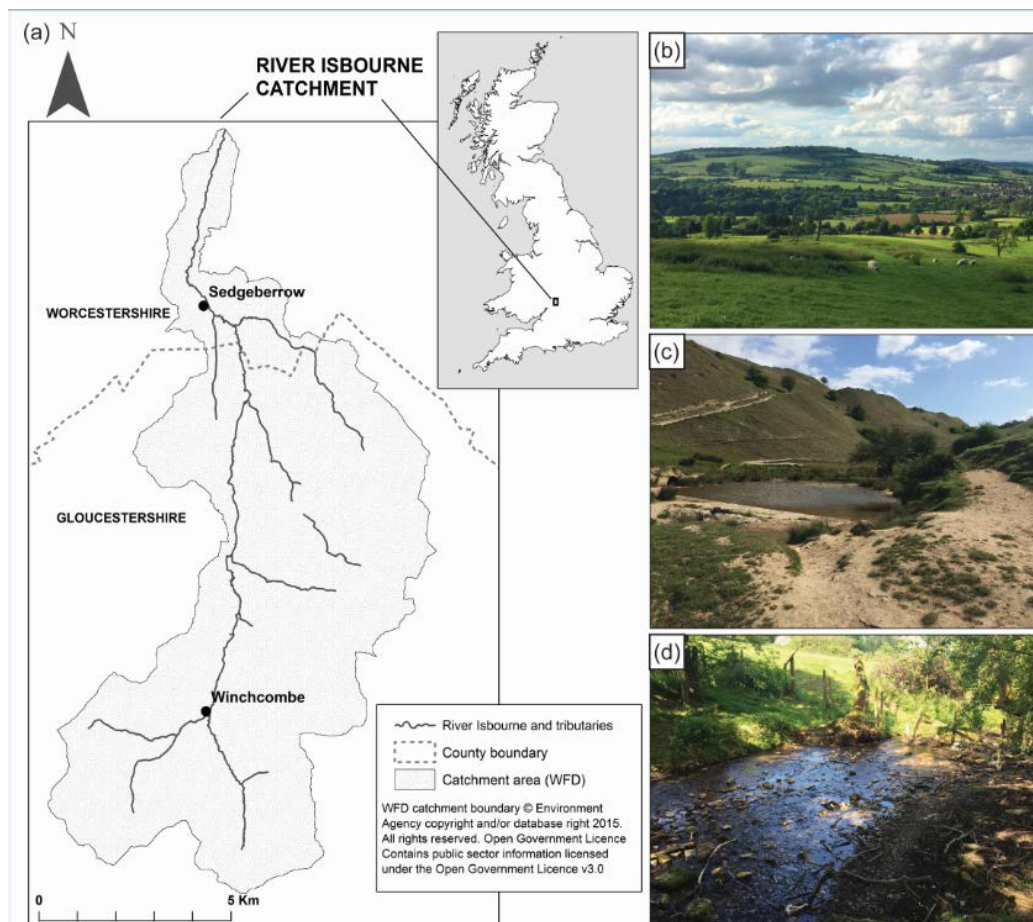 (a)
N
RIVER ISBOURNE
CATCHMENT
Sedgeberrow
WORCESTERSHIRE
GLOUCESTERSHIRE
Winchcombe
River Isbourne and tributaries
County boundary
Catchment area (WFD)
WFD catchment boundary © Environment
Agency copyright and/or database right 2015.
All rights reserved. Open Government Licence
Contains public sector information licensed
under the Open Government Licence v3.0
0
5 Km
(b)
(c)
(d)